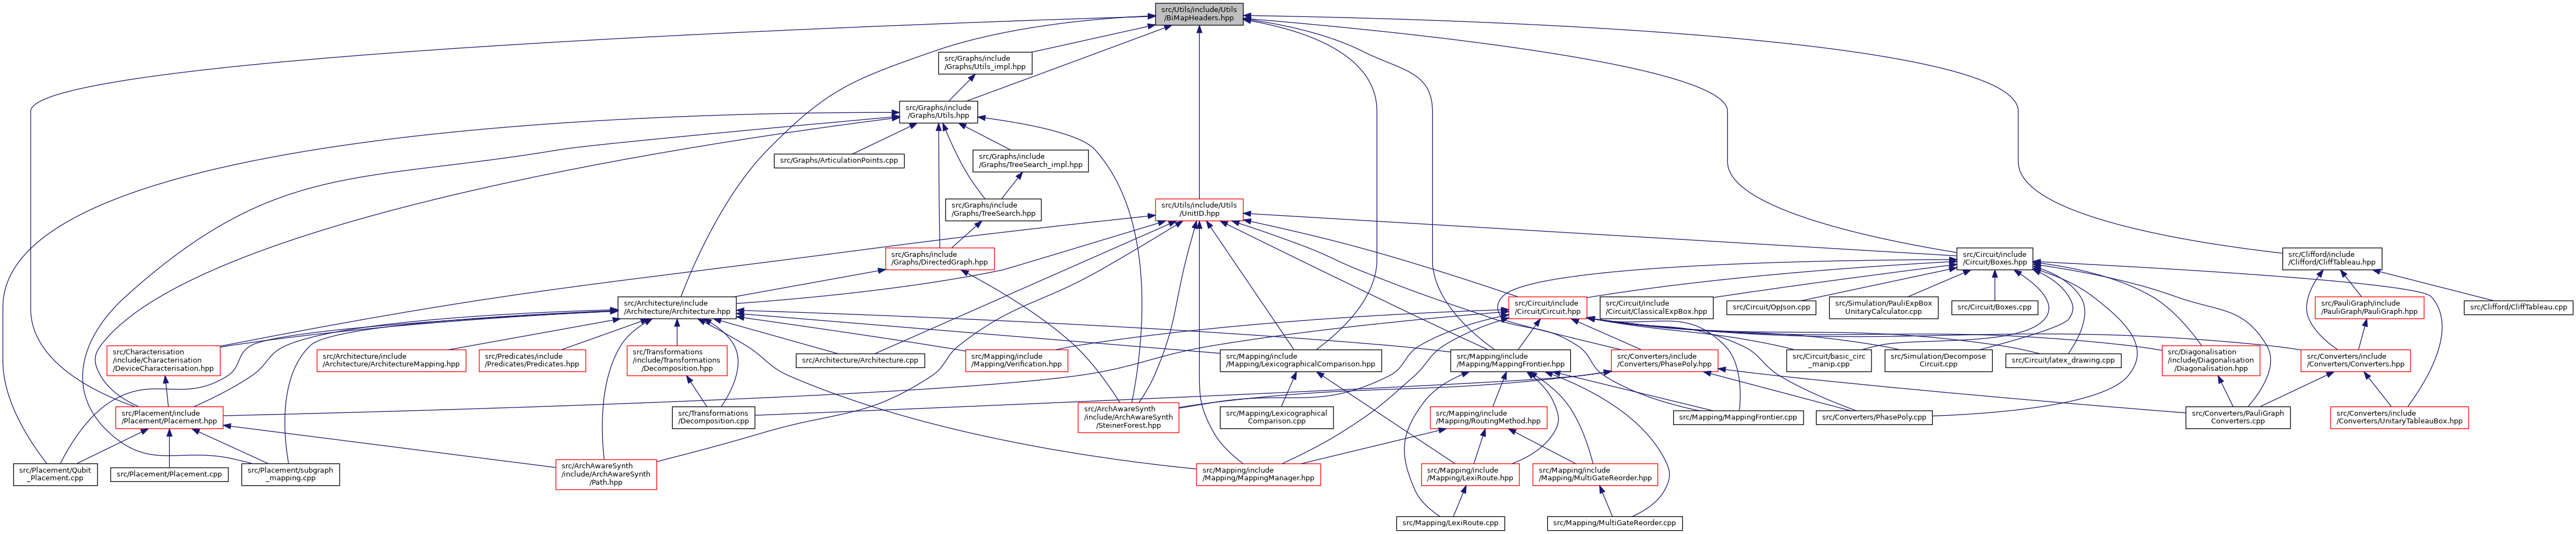 src/Utils/include/Utils
/BiMapHeaders.hpp
src/Graphs/include
/Graphs/Utils_impl.hpp
src/Graphs/include
/Graphs/Utils.hpp
src/Graphs/ArticulationPoints.cpp
src/Graphs/include
/Graphs/TreeSearch_impl.hpp
src/Graphs/include
/Graphs/TreeSearch.hpp
src/Utils/include/Utils
/UnitID.hpp
src/Graphs/include
/Graphs/DirectedGraph.hpp
src/Circuit/include
/Circuit/Boxes.hpp
src/Clifford/include
/Clifford/CliffTableau.hpp
src/Architecture/include
/Architecture/Architecture.hpp
src/Circuit/include
/Circuit/Circuit.hpp
src/Circuit/include
/Circuit/ClassicalExpBox.hpp
src/Circuit/OpJson.cpp
src/Simulation/PauliExpBox
UnitaryCalculator.cpp
src/Circuit/Boxes.cpp
src/PauliGraph/include
/PauliGraph/PauliGraph.hpp
src/Clifford/CliffTableau.cpp
src/Characterisation
/include/Characterisation
/DeviceCharacterisation.hpp
src/Architecture/include
/Architecture/ArchitectureMapping.hpp
src/Predicates/include
/Predicates/Predicates.hpp
src/Transformations
/include/Transformations
/Decomposition.hpp
src/Architecture/Architecture.cpp
src/Mapping/include
/Mapping/Verification.hpp
src/Mapping/include
/Mapping/LexicographicalComparison.hpp
src/Mapping/include
/Mapping/MappingFrontier.hpp
src/Converters/include
/Converters/PhasePoly.hpp
src/Circuit/basic_circ
_manip.cpp
src/Simulation/Decompose
Circuit.cpp
src/Circuit/latex_drawing.cpp
src/Diagonalisation
/include/Diagonalisation
/Diagonalisation.hpp
src/Converters/include
/Converters/Converters.hpp
src/Placement/include
/Placement/Placement.hpp
src/Transformations
/Decomposition.cpp
src/ArchAwareSynth
/include/ArchAwareSynth
/SteinerForest.hpp
src/Mapping/Lexicographical
Comparison.cpp
src/Mapping/include
/Mapping/RoutingMethod.hpp
src/Mapping/MappingFrontier.cpp
src/Converters/PhasePoly.cpp
src/Converters/PauliGraph
Converters.cpp
src/Converters/include
/Converters/UnitaryTableauBox.hpp
src/Placement/Qubit
_Placement.cpp
src/Placement/Placement.cpp
src/Placement/subgraph
_mapping.cpp
src/ArchAwareSynth
/include/ArchAwareSynth
/Path.hpp
src/Mapping/include
/Mapping/MappingManager.hpp
src/Mapping/include
/Mapping/LexiRoute.hpp
src/Mapping/include
/Mapping/MultiGateReorder.hpp
src/Mapping/LexiRoute.cpp
src/Mapping/MultiGateReorder.cpp